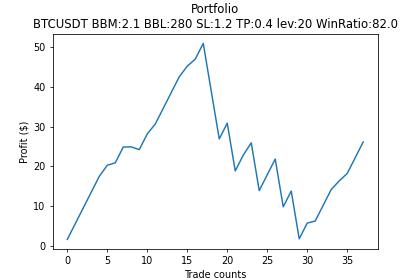 Portfolio
BTCUSDT BBM:2.1 BBL:280 SL:1.2 TP:0.4 lev:20 WinRatio:82.0
50
40
30
20
10
0
Profit ($)
0 5 10 15 20 25 30 35
Trade counts